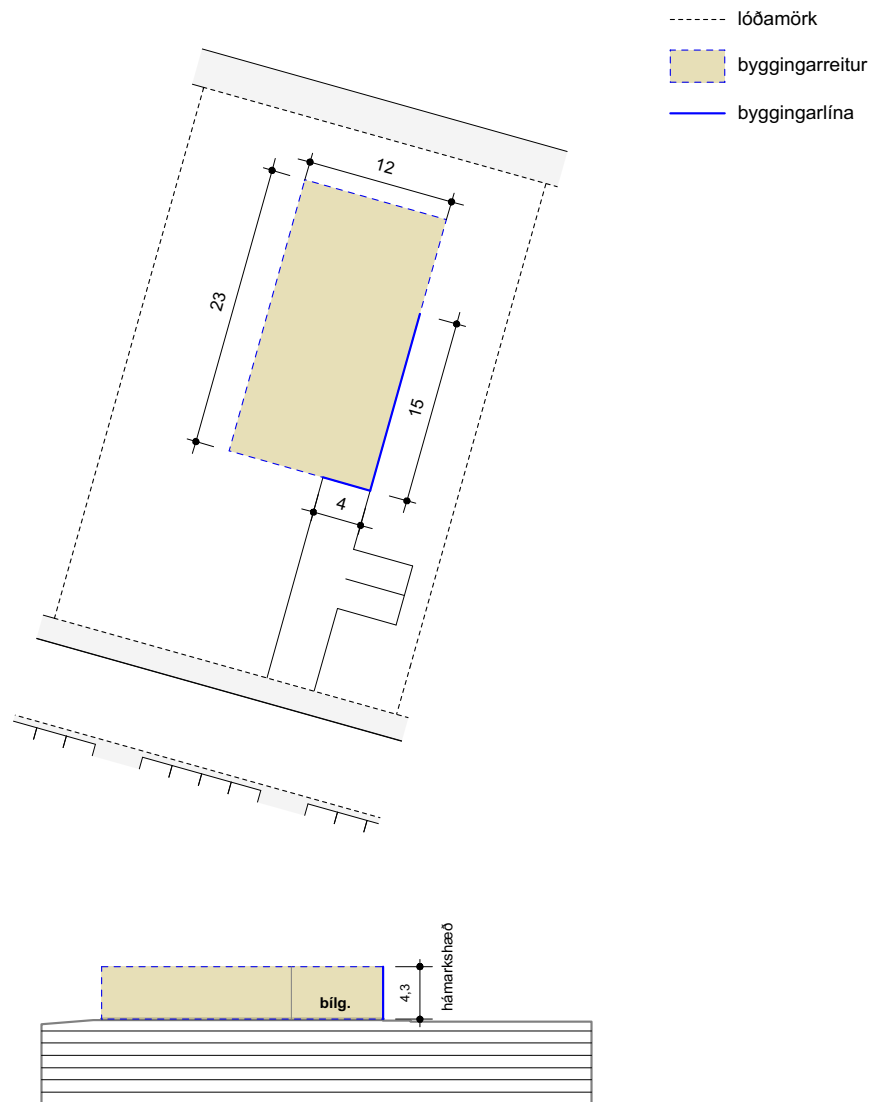 lóðamörk
byggingarreitur
byggingarlína
12
23
15
4
bílg.
4,3
hámarkshæð